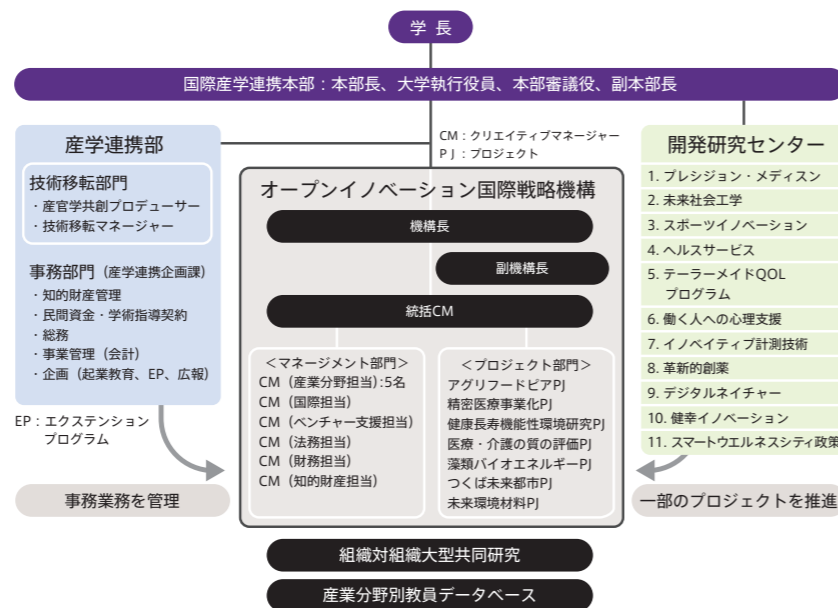 学 長
国際産学連携本部：本部長、大学執行役員、本部審議役、副本部長
産学連携部
技術移転部門
・産官学共創プロデューサー
・技術移転マネージャー
事務部門（産学連携企画課）
・知的財産管理
・民間資金・学術指導契約
・総務
・事業管理（会計）
・企画（起業教育、EP、広報）
EP：エクステンション
プログラム
事務業務を管理
CM：クリエイティブマネージャー
PJ：プロジェクト
オープンイノベーション国際戦略機構
機構長
副機構長
統括CM
＜マネージメント部門＞
CM（産業分野担当）:5名
CM（国際担当）
CM（ベンチャー支援担当）
CM（法務担当）
CM（財務担当）
CM（知的財産担当）
＜プロジェクト部門＞
アグリフードピアPJ
精密医療事業化PJ
健康長寿機能性環境研究PJ
医療・介護の質の評価PJ
藻類バイオエネルギーPJ
つくば未来都市PJ
未来環境材料PJ
組織対組織大型共同研究
産業分野別教員データベース
開発研究センター
1. プレシジョン・メディスン
2. 未来社会工学
3. スポーツイノベーション
4. ヘルスサービス
5. テーラーメイドQOL
プログラム
6. 働く人への心理支援
7. イノベイティブ計測技術
8. 革新的創薬
9. デジタルネイチャー
10. 健幸イノベーション
11. スマートウエルネスシティ政策
一部のプロジェクトを推進